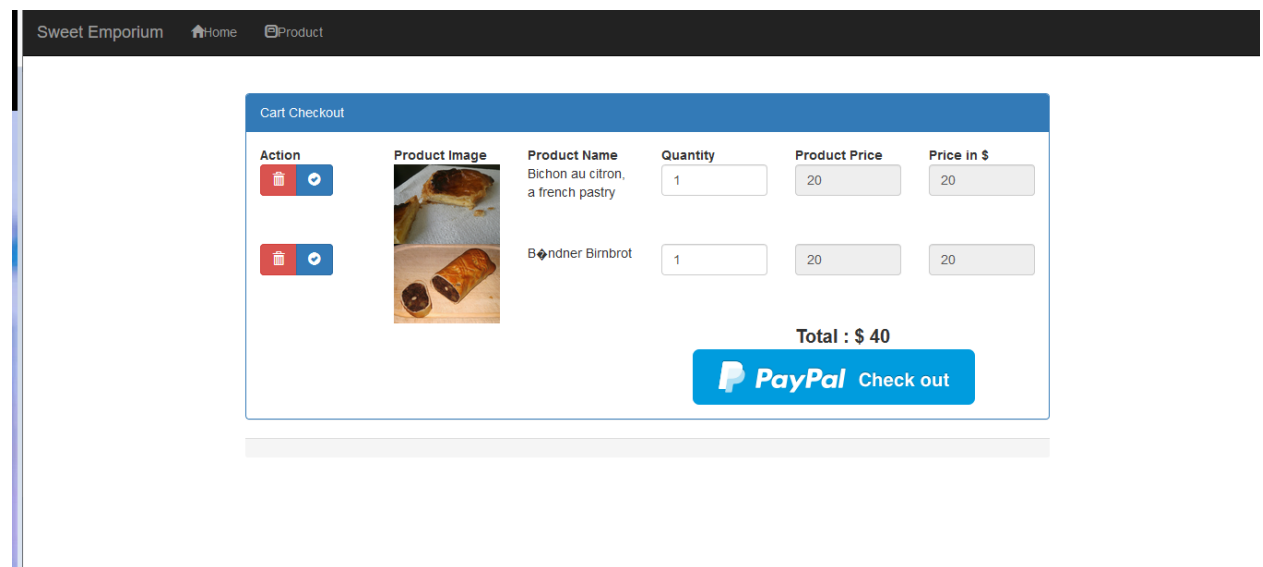 Sweet Emporium Home Product
Cart Checkout
Action Product Image Product Name Quantity Product Price Price in $
Bichon au citron, 1 20 20
a french pastry
B�ndner Birnbrot 1 20 20
Total : $ 40
PayPal Check out